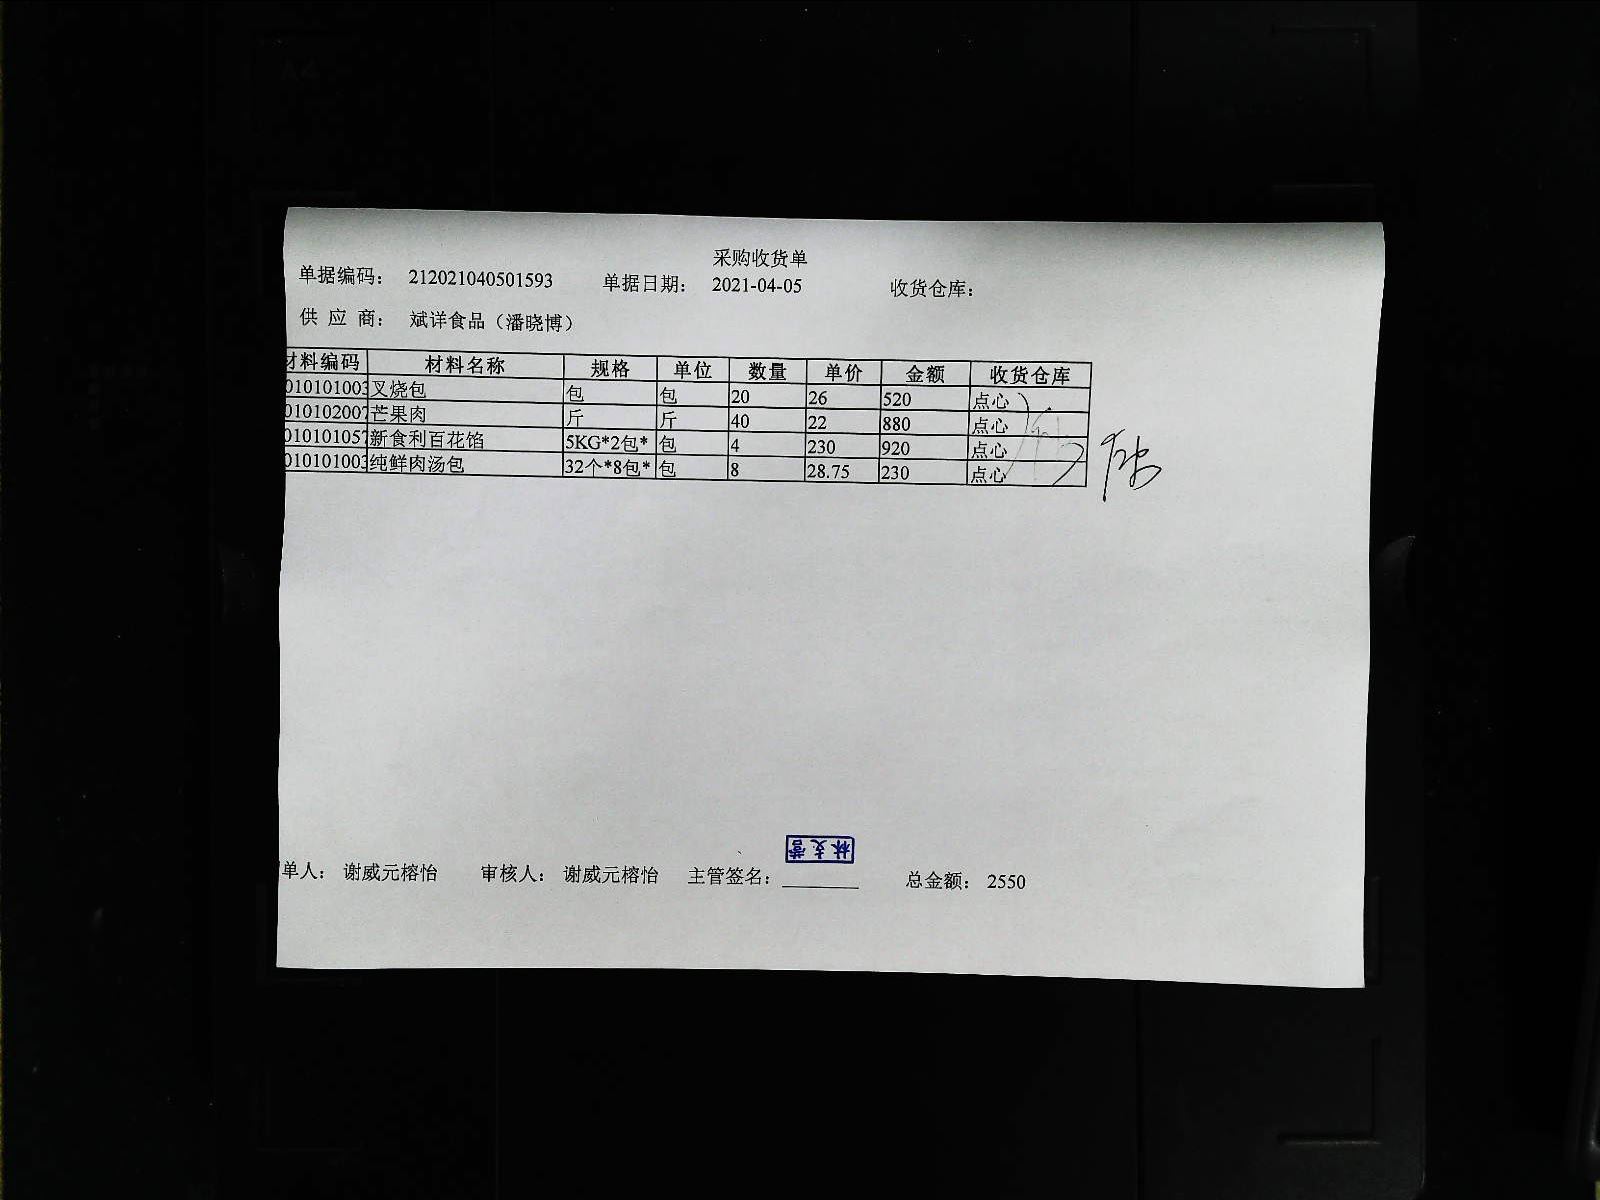 采购收货单
单据编码： 212021040501593 单据日期： 2021-04-05 收货仓库：
供 应 商： 斌详食品（潘晓博）
材料编码 材料名称 规格 单位 数量 单价 金额 收货仓库
010101003 叉烧包 包 包 20 26 520 点心
010102007 芒果肉 斤 斤 40 22 880 点心
010101057 新食利百花馅 5KG*2包* 包 4 230 920 点心
010101003 纯鲜肉汤包 32个*8包* 包 8 28.75 230 点心
单人： 谢威元榕怡 审核人： 谢威元榕怡 主管签名： 总金额： 2550